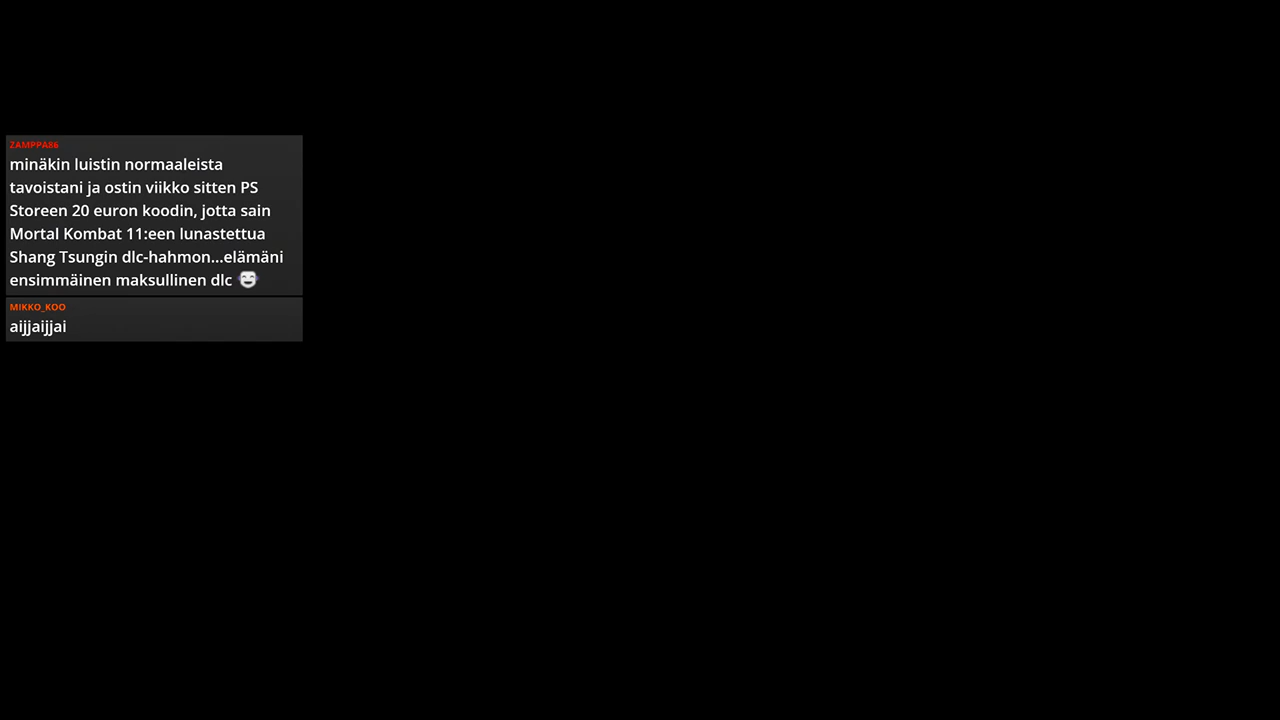 ZAMPPA86
minäkin luistin normaaleista
tavoistani ja ostin viikko sitten PS
Storeen 20 euron koodin, jotta sain
Mortal Kombat 11:een lunastettua
Shang Tsungin dlc-hahmon...elämäni
ensimmäinen maksullinen dlc
MIKKO_KOO
aijjaijjai